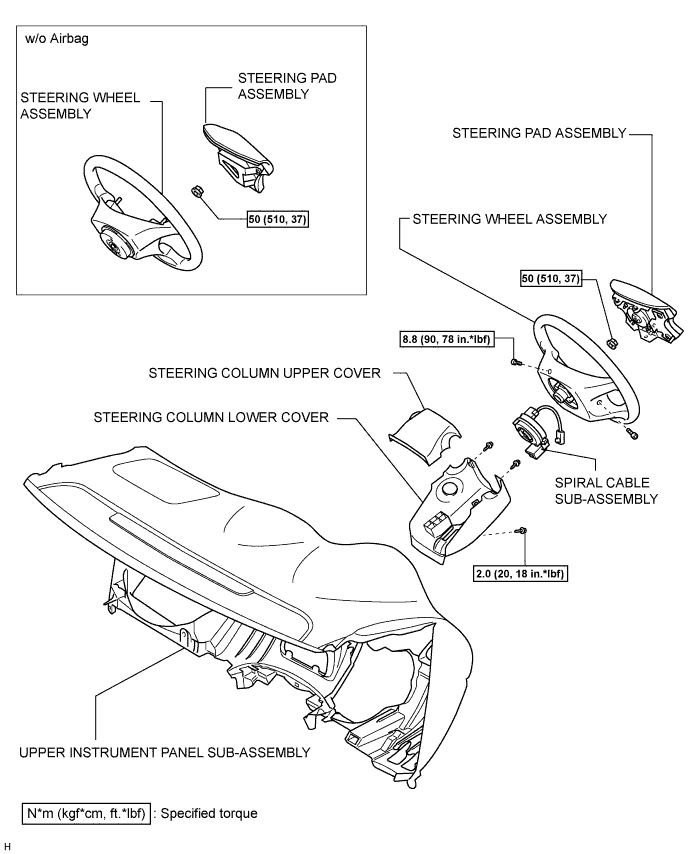 w/o Airbag
STEERING PAD
ASSEMBLY
STEERING WHEEL
ASSEMBLY
50 (510, 37)
STEERING PAD ASSEMBLY
STEERING WHEEL ASSEMBLY
50 (510, 37)
8.8 (90, 78 in.*lbf)
STEERING COLUMN UPPER COVER
STEERING COLUMN LOWER COVER
SPIRAL CABLE
SUB-ASSEMBLY
2.0 (20, 18 in.*lbf)
UPPER INSTRUMENT PANEL SUB-ASSEMBLY
N*m (kgf*cm, ft.*lbf) : Specified torque
H